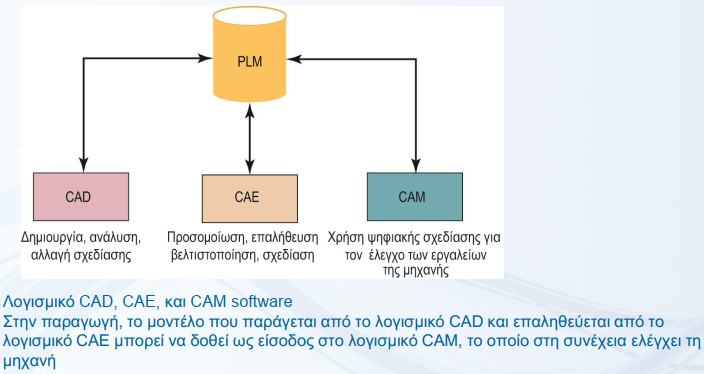 PLM
CAD
CAE
CAM
Δημιουργία, ανάλυση,
αλλαγή σχεδίασης
Προσομοίωση, επαλήθευση
βελτιστοποίηση, σχεδίαση
Χρήση ψηφιακής σχεδίασης για
τον έλεγχο των εργαλείων
της μηχανής
Λογισμικό CAD, CAE, και CAM software
Στην παραγωγή, το μοντέλο που παράγεται από το λογισμικό CAD και επαληθεύεται από το
λογισμικό CAE μπορεί να δοθεί ως είσοδος στο λογισμικό CAM, το οποίο στη συνέχεια ελέγχει τη
μηχανή